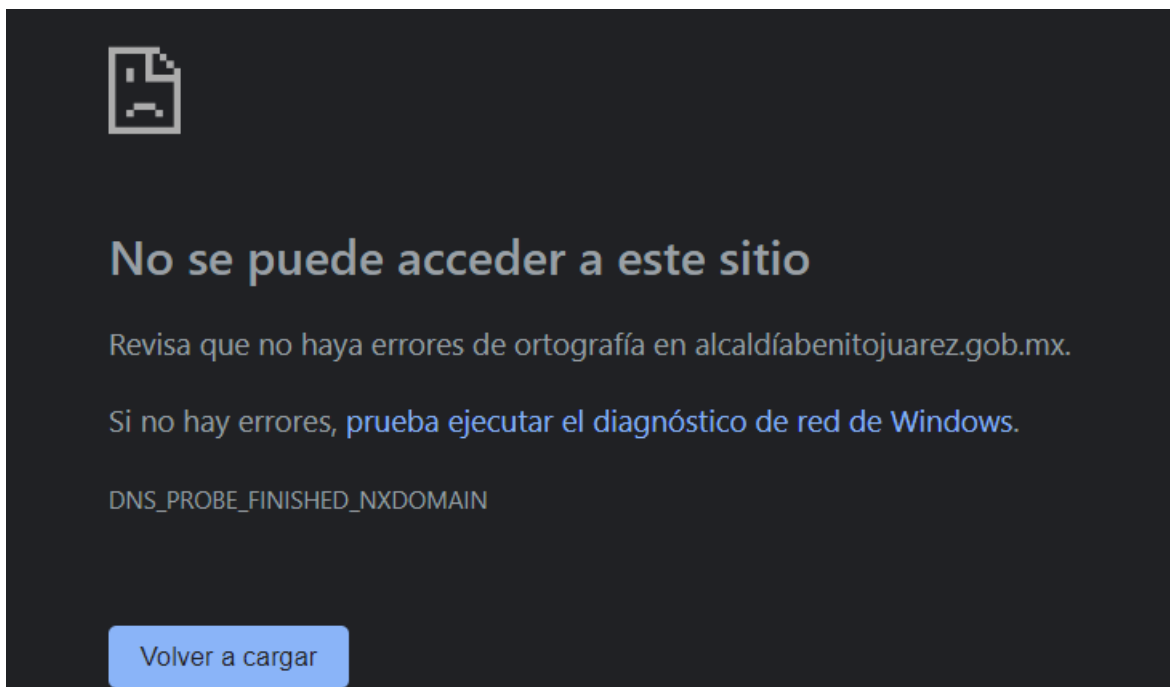 No se puede acceder a este sitio
Revisa que no haya errores de ortografía en alcaldíabenitojuarez.gob.mx.
Si no hay errores, prueba ejecutar el diagnóstico de red de Windows.
DNS_PROBE_FINISHED_NXDOMAIN
Volver a cargar